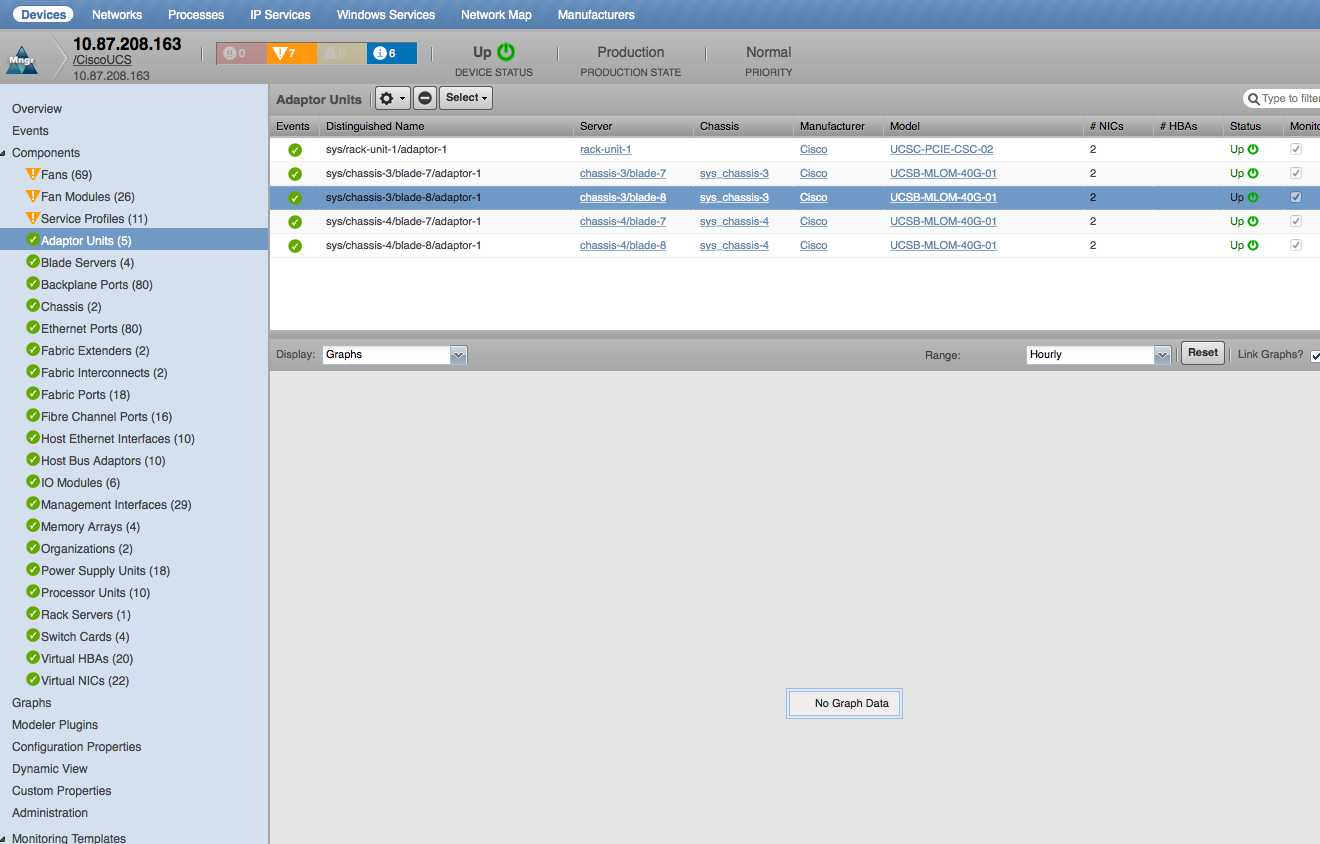 Devices Networks Processes IP Services Windows Services Network Map Manufacturers
Mngr
10.87.208.163
/CiscoUCS
10.87.208.163
0 7 0 6
Up
DEVICE STATUS
Production
PRODUCTION STATE
Normal
PRIORITY
Overview
Events
Components
Fans (69)
Fan Modules (26)
Service Profiles (11)
Adaptor Units (5)
Blade Servers (4)
Backplane Ports (80)
Chassis (2)
Ethernet Ports (80)
Fabric Extenders (2)
Fabric Interconnects (2)
Fabric Ports (18)
Fibre Channel Ports (16)
Host Ethernet Interfaces (10)
Host Bus Adaptors (10)
IO Modules (6)
Management Interfaces (29)
Memory Arrays (4)
Organizations (2)
Power Supply Units (18)
Processor Units (10)
Rack Servers (1)
Switch Cards (4)
Virtual HBAs (20)
Virtual NICs (22)
Graphs
Modeler Plugins
Configuration Properties
Dynamic View
Custom Properties
Administration
Monitoring Templates
Adaptor Units Select Type to filter
Events Distinguished Name Server Chassis Manufacturer Model # NICs # HBAs Status Monito
sys/rack-unit-1/adaptor-1 rack-unit-1 Cisco UCSC-PCIE-CSC-02 2 Up
sys/chassis-3/blade-7/adaptor-1 chassis-3/blade-7 sys_chassis-3 Cisco UCSB-MLOM-40G-01 2 Up
sys/chassis-3/blade-8/adaptor-1 chassis-3/blade-8 sys_chassis-3 Cisco UCSB-MLOM-40G-01 2 Up
sys/chassis-4/blade-7/adaptor-1 chassis-4/blade-7 sys_chassis-4 Cisco UCSB-MLOM-40G-01 2 Up
sys/chassis-4/blade-8/adaptor-1 chassis-4/blade-8 sys_chassis-4 Cisco UCSB-MLOM-40G-01 2 Up
Display: Graphs Range: Hourly Reset Link Graphs?
No Graph Data